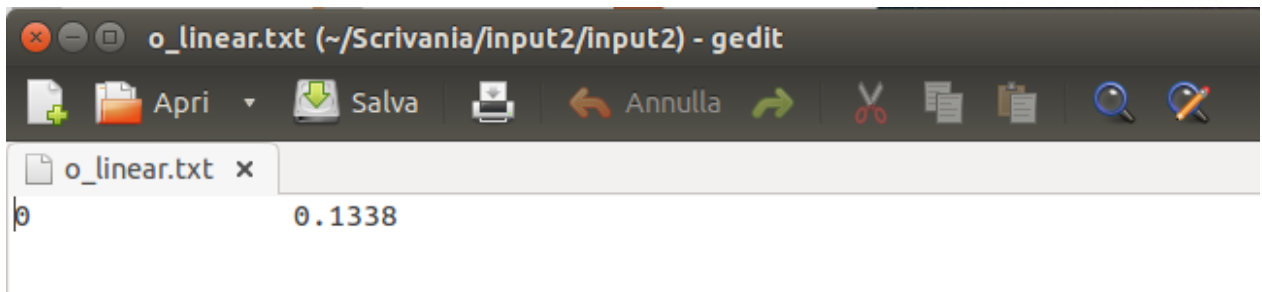 o_linear.txt (~/Scrivania/input2/input2) - gedit
Apri Salva Annulla
o_linear.txt
0 0.1338